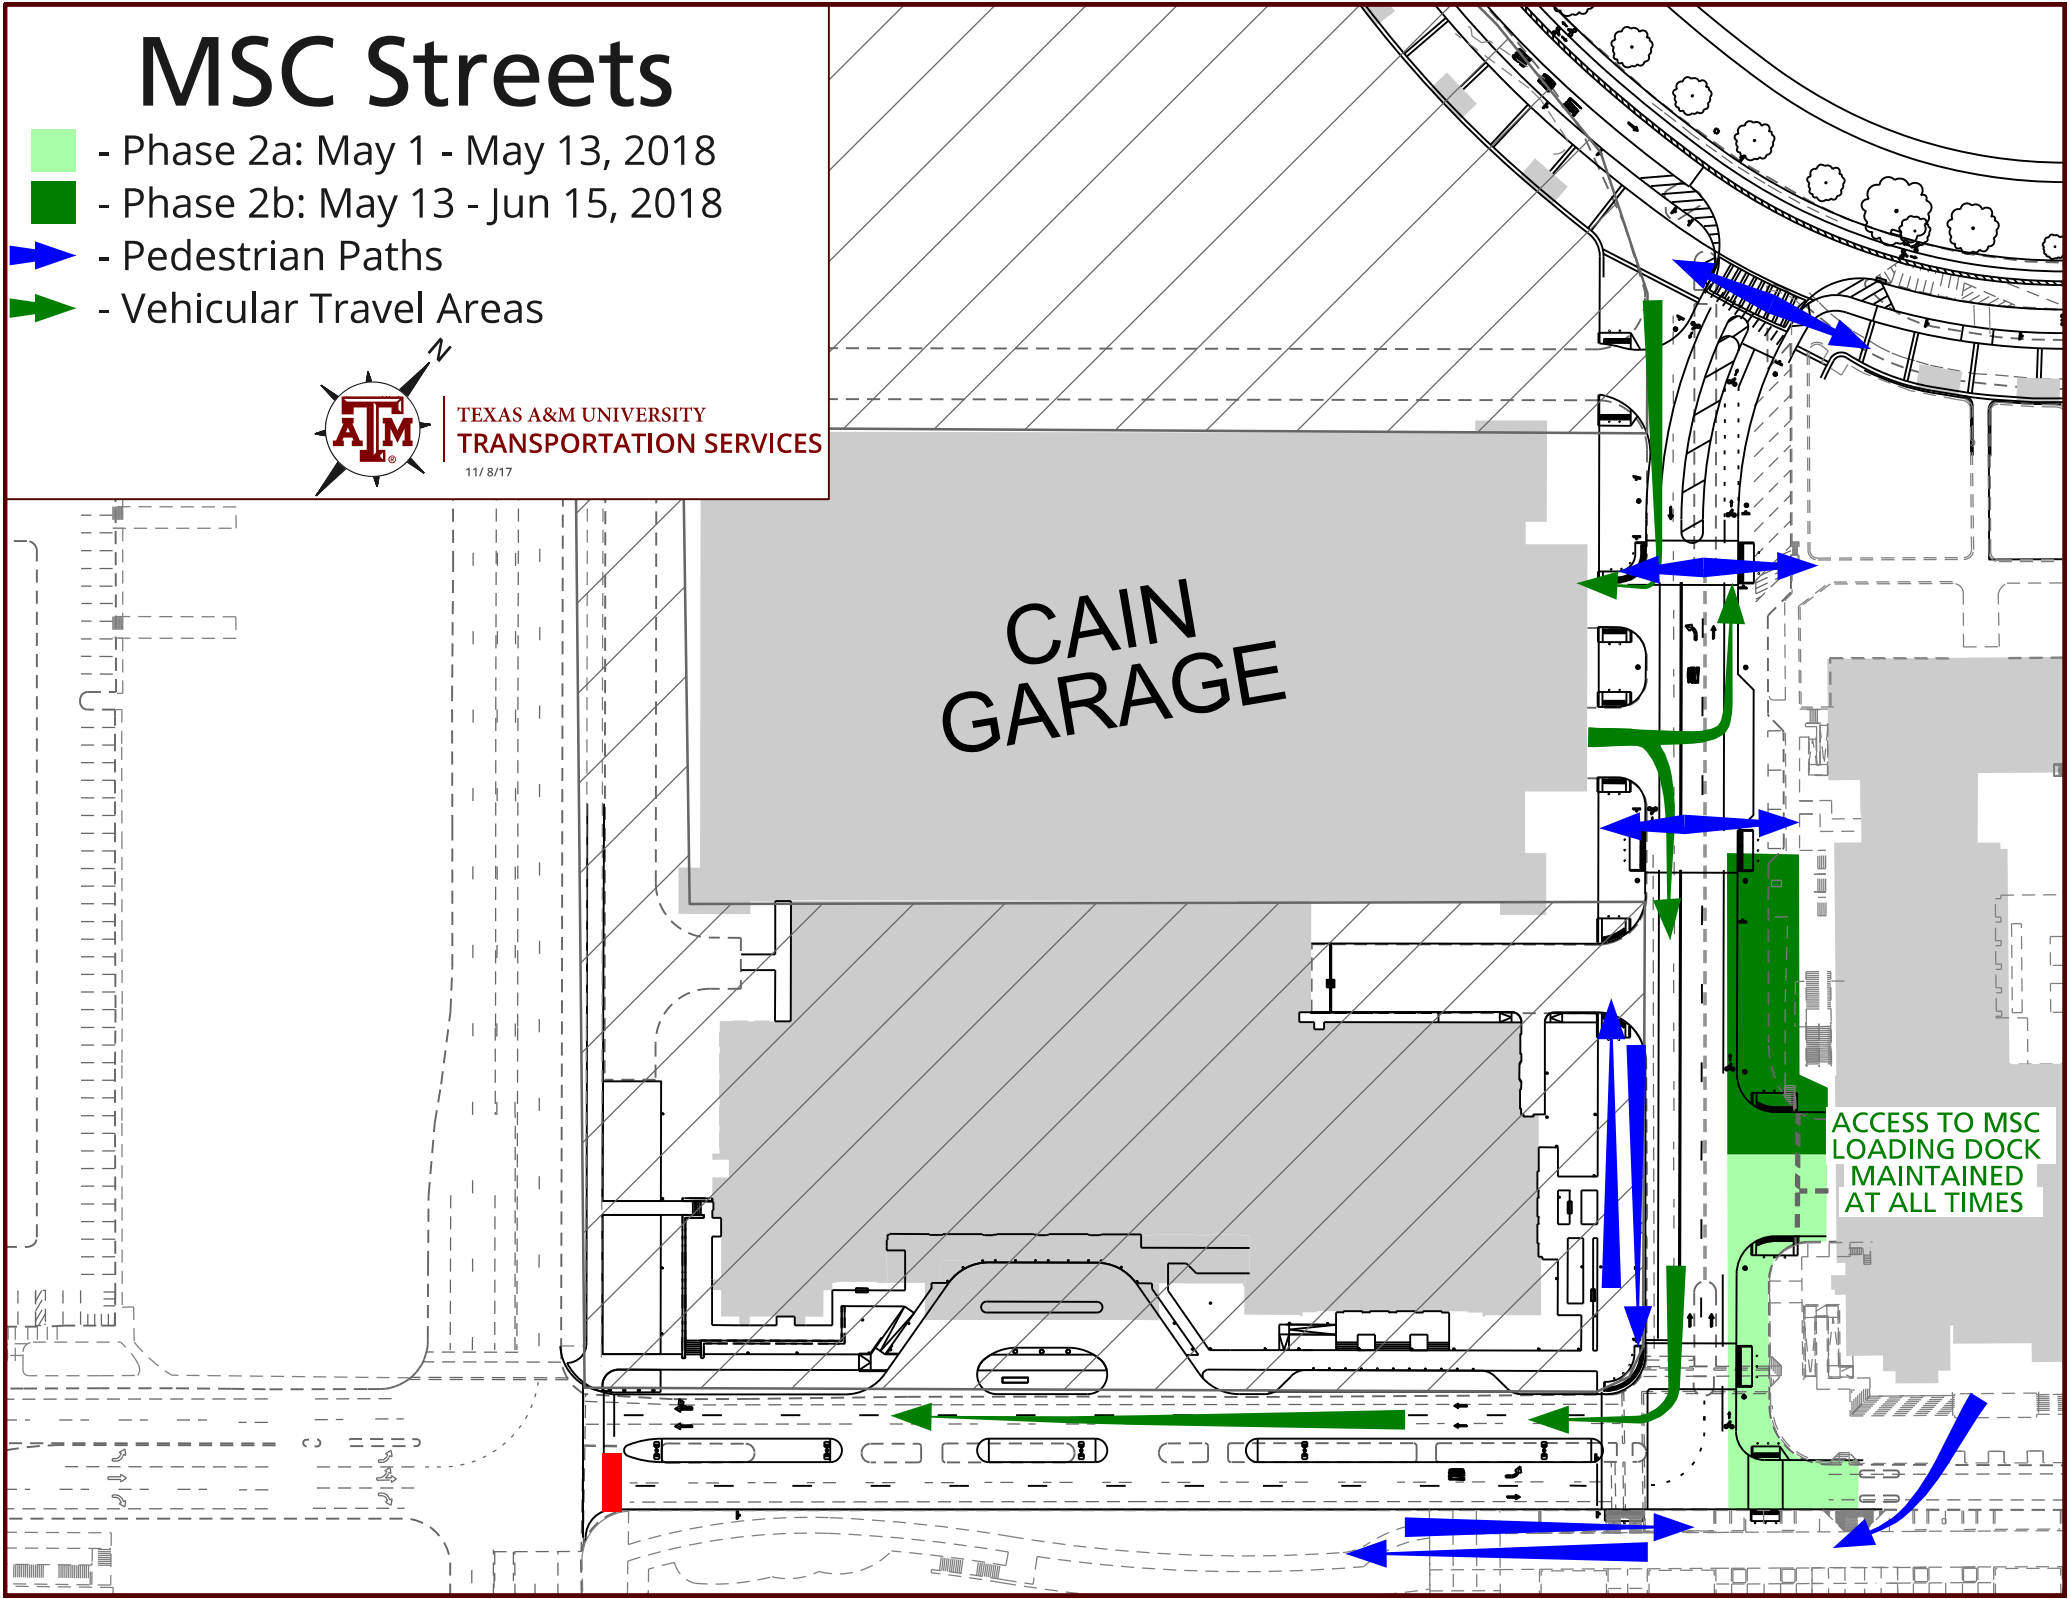 MSC Streets
- Phase 2a: May 1 - May 13, 2018
- Phase 2b: May 13 - Jun 15, 2018
- Pedestrian Paths
- Vehicular Travel Areas
N
ATM
®
TEXAS A&M UNIVERSITY
TRANSPORTATION SERVICES
11/ 8/17
CAIN
GARAGE
ACCESS TO MSC
LOADING DOCK
MAINTAINED
AT ALL TIMES